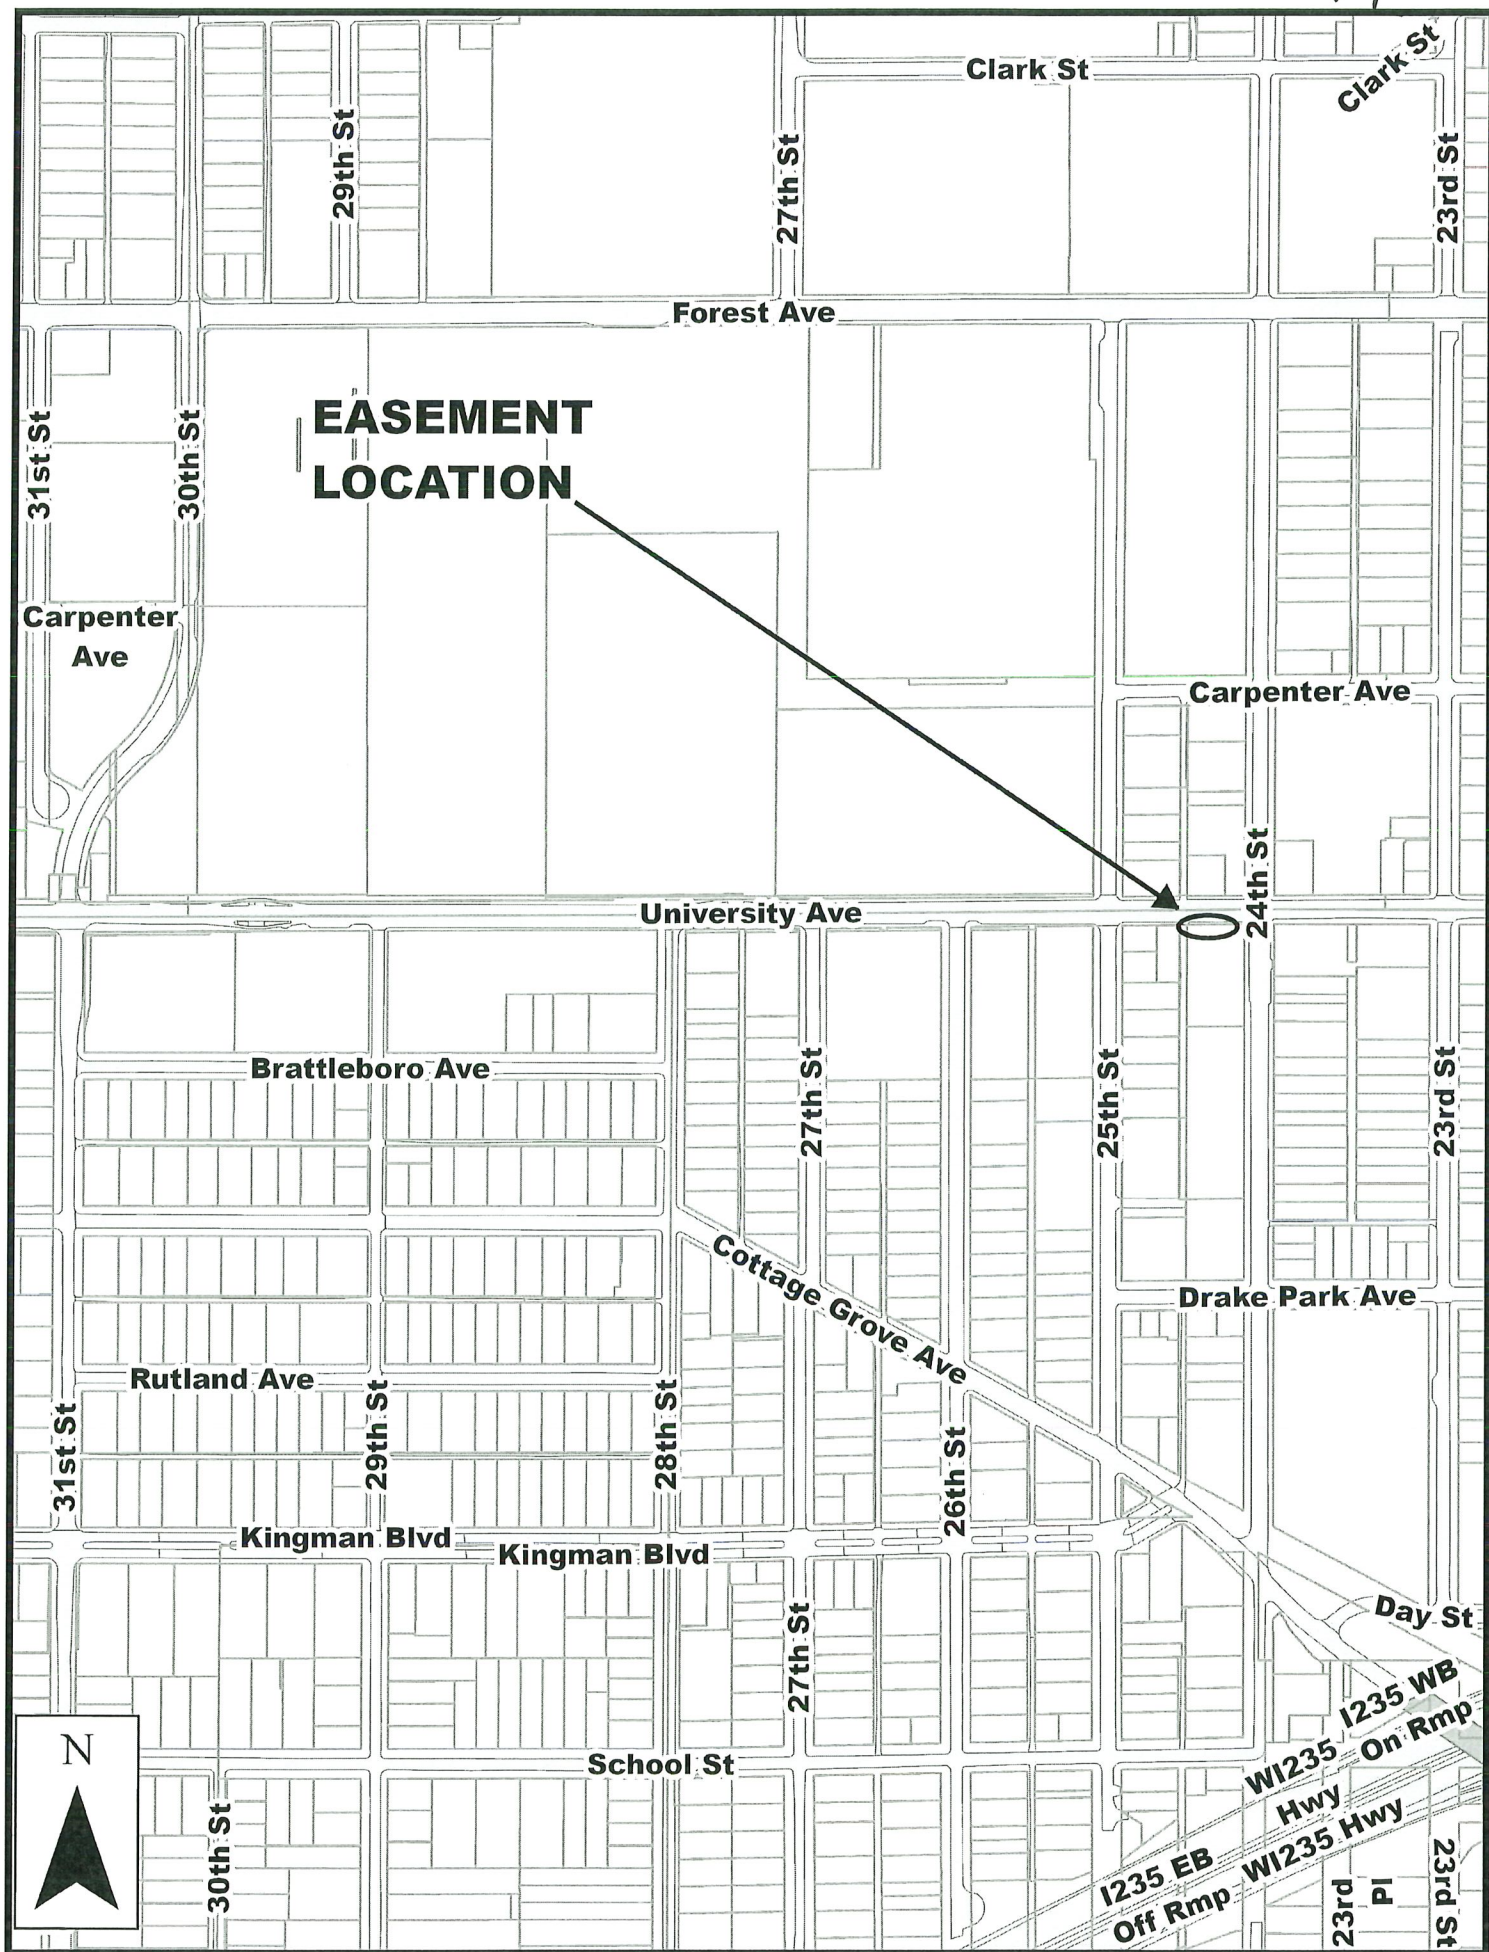 Clark St
Clark St
29th St
27th St
23rd St
Forest Ave
EASEMENT
LOCATION
31st St
30th St
Carpenter
Ave
Carpenter Ave
24th St
University Ave
Brattleboro Ave
27th St
25th St
23rd St
Cottage Grove Ave
Drake Park Ave
Rutland Ave
31st St
29th St
28th St
26th St
Kingman Blvd
Kingman Blvd
Day St
27th St
I235 WB
On Rmp
WI235
Hwy
School St
N
30th St
WI235 Hwy
I235 EB
Off Rmp
23rd
Pl
23rd St